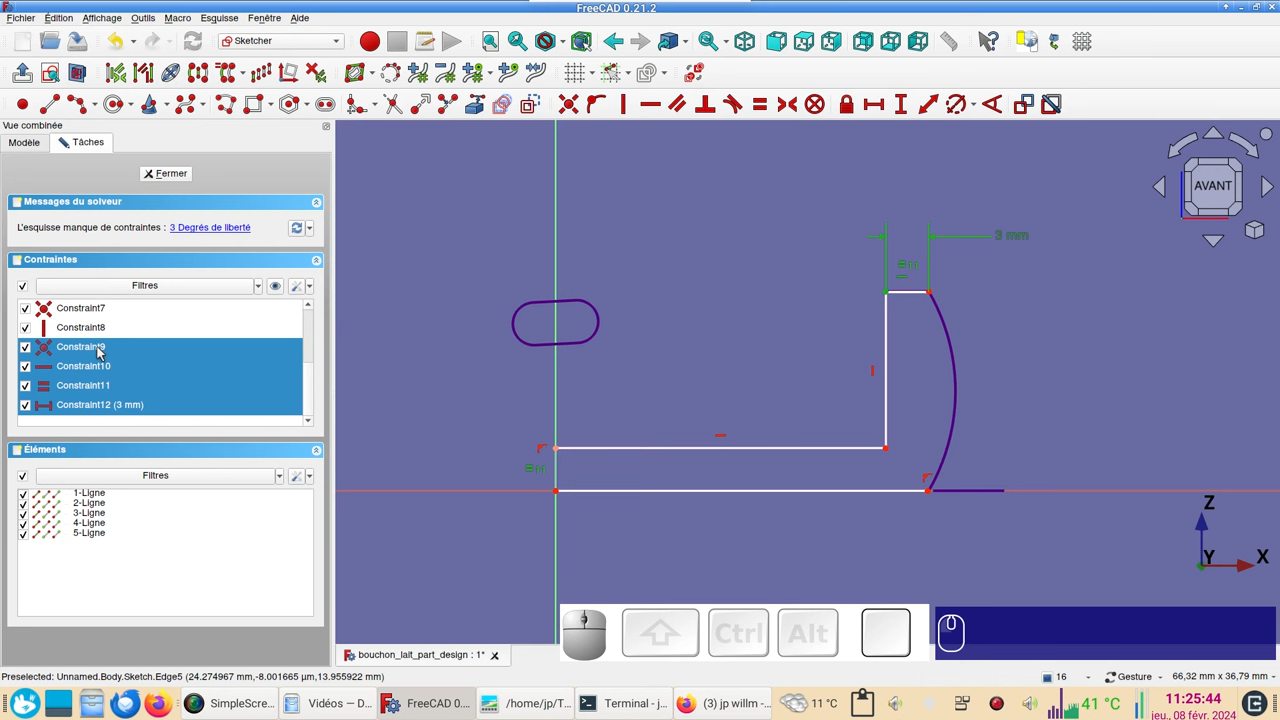 FreeCAD 0.21.2
Fichier Édition Affichage Outils Macro Esquisse Fenêtre Aide
Sketcher
Vue combinée
Modèle Tâches
Fermer
Messages du solveur
L'esquisse manque de contraintes : 3 Degrés de liberté
Contraintes
Filtres
Constraint7
Constraint8
Constraint9
Constraint10
Constraint11
Constraint12 (3 mm)
Éléments
Filtres
1-Ligne
2-Ligne
3-Ligne
4-Ligne
5-Ligne
3 mm
AVANT
Z
Y
X
Ctrl
Alt
bouchon_lait_part_design : 1*
Preselected: Unnamed.Body.Sketch.Edge5 (24.274967 mm,-8.001665 µm,13.955922 mm)
16
Gesture
66,32 mm x 36,79 mm
SimpleScre...
Vidéos — D...
FreeCAD 0....
/home/jp/T...
Terminal - j...
(3) jp willm -...
11 °C
41 °C
11:25:44
jeu., 08 févr. 2024